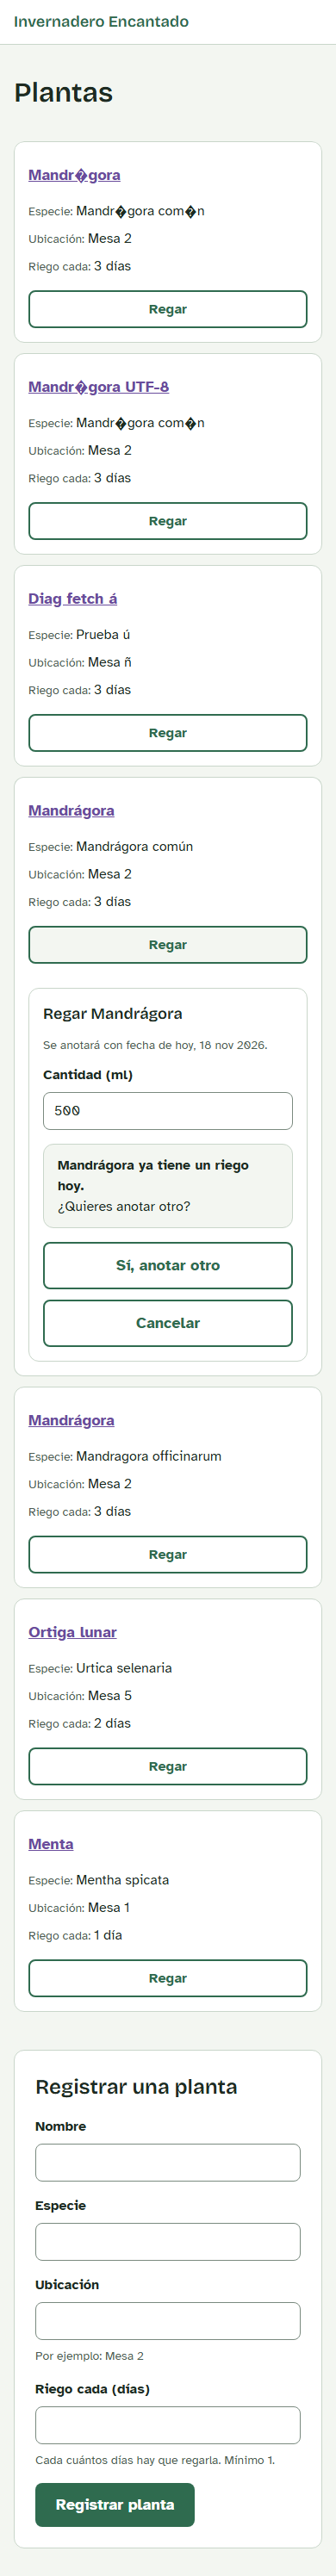 Invernadero Encantado
Plantas
Mandr�gora
Especie: Mandr�gora com�n
Ubicación: Mesa 2
Riego cada: 3 días
Regar
Mandr�gora UTF-8
Especie: Mandr�gora com�n
Ubicación: Mesa 2
Riego cada: 3 días
Regar
Diag fetch á
Especie: Prueba ú
Ubicación: Mesa ñ
Riego cada: 3 días
Regar
Mandrágora
Especie: Mandrágora común
Ubicación: Mesa 2
Riego cada: 3 días
Regar
Regar Mandrágora
Se anotará con fecha de hoy, 18 nov 2026.
Cantidad (ml)
500
Mandrágora ya tiene un riego
hoy.
¿Quieres anotar otro?
Sí, anotar otro
Cancelar
Mandrágora
Especie: Mandragora officinarum
Ubicación: Mesa 2
Riego cada: 3 días
Regar
Ortiga lunar
Especie: Urtica selenaria
Ubicación: Mesa 5
Riego cada: 2 días
Regar
Menta
Especie: Mentha spicata
Ubicación: Mesa 1
Riego cada: 1 día
Regar
Registrar una planta
Nombre
Especie
Ubicación
Por ejemplo: Mesa 2
Riego cada (días)
Cada cuántos días hay que regarla. Mínimo 1.
Registrar planta